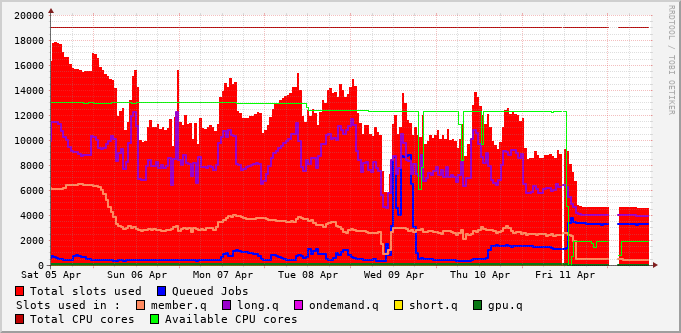 20000
18000
16000
14000
12000
10000
8000
6000
4000
2000
0
Sat 05 Apr Sun 06 Apr Mon 07 Apr Tue 08 Apr Wed 09 Apr Thu 10 Apr Fri 11 Apr
Total slots used Queued Jobs
Slots used in : member.q long.q ondemand.q short.q gpu.q
Total CPU cores Available CPU cores
RRDTOOL / TOBI OETIKER